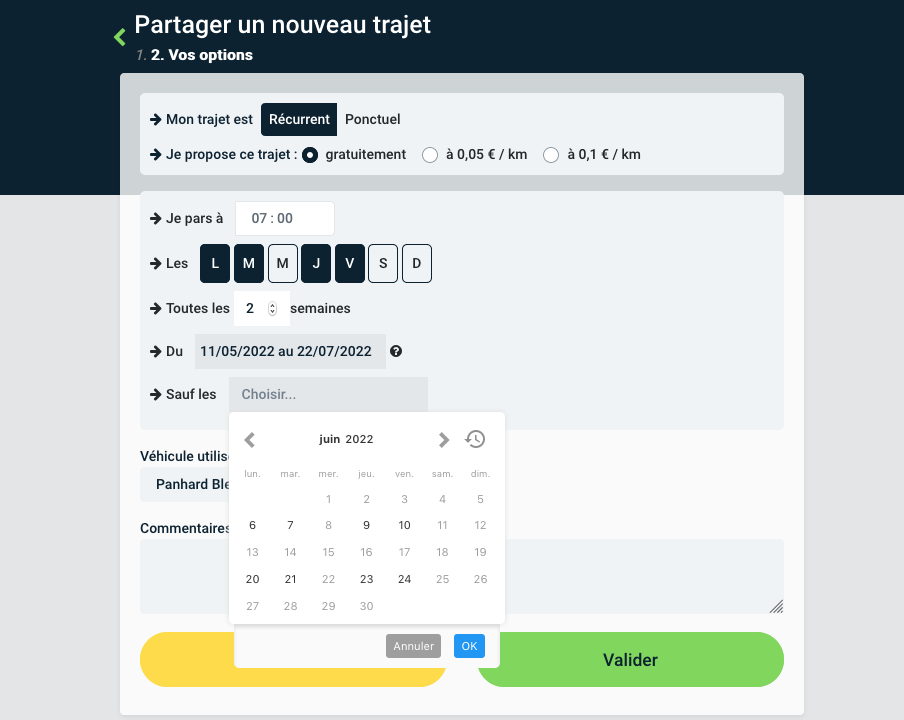 Partager un nouveau trajet
1. 2. Vos options
Mon trajet est Récurrent Ponctuel
Je propose ce trajet : gratuitement à 0,05 € / km à 0,1 € / km
Je pars à 07 : 00
Les L M M J V S D
Toutes les 2 semaines
Du 11/05/2022 au 22/07/2022
Sauf les Choisir...
juin 2022
lun. mar. mer. jeu. ven. sam. dim.
1 2 3 4 5
6 7 8 9 10 11 12
13 14 15 16 17 18 19
20 21 22 23 24 25 26
27 28 29 30
Annuler OK
Véhicule utilis
Panhard Ble
Commentaires
Valider